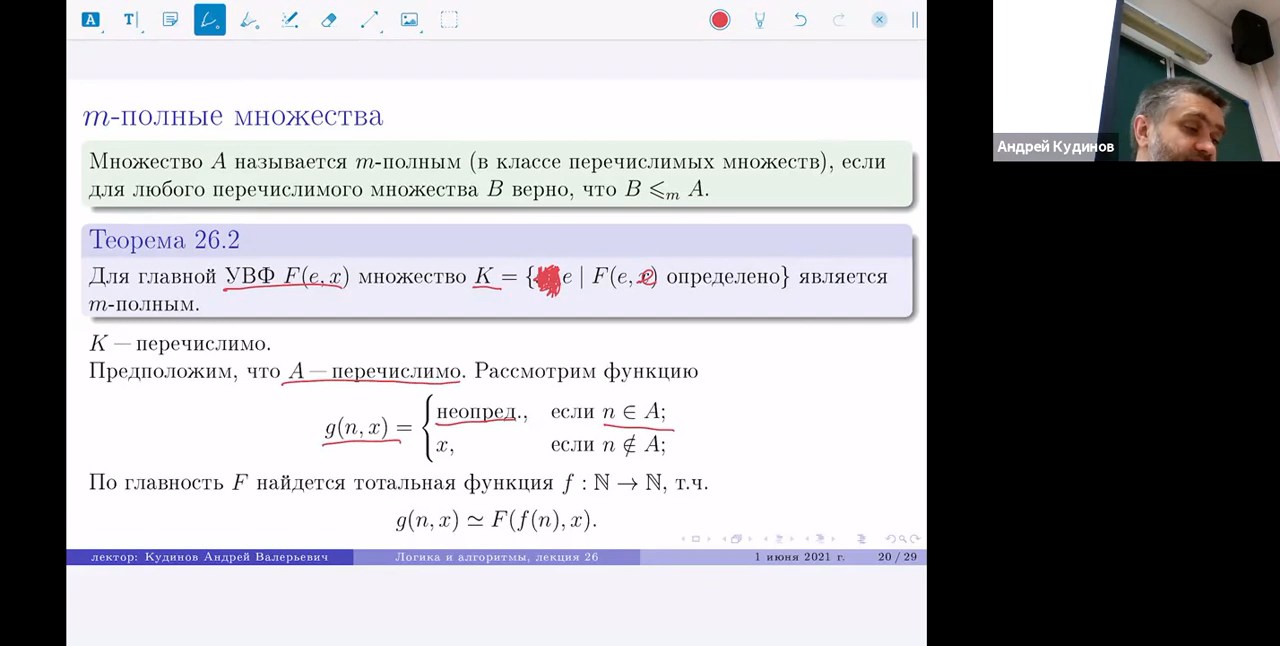 m-полные множества
Множество A называется m-полным (в классе перечислимых множеств), если
для любого перечислимого множества B верно, что B ⩽ₘ A.
Теорема 26.2
Для главной УВФ F(e, x) множество K = { e | F(e, e) определено} является
m-полным.
K — перечислимо.
Предположим, что A — перечислимо. Рассмотрим функцию
g(n, x) = { неопред., если n ∈ A;
x, если n ∉ A;
По главность F найдется тотальная функция f : ℕ → ℕ, т.ч.
g(n, x) ≃ F(f(n), x).
лектор: Кудинов Андрей Валерьевич Логика и алгоритмы, лекция 26 1 июня 2021 г. 20 / 29
Андрей Кудинов